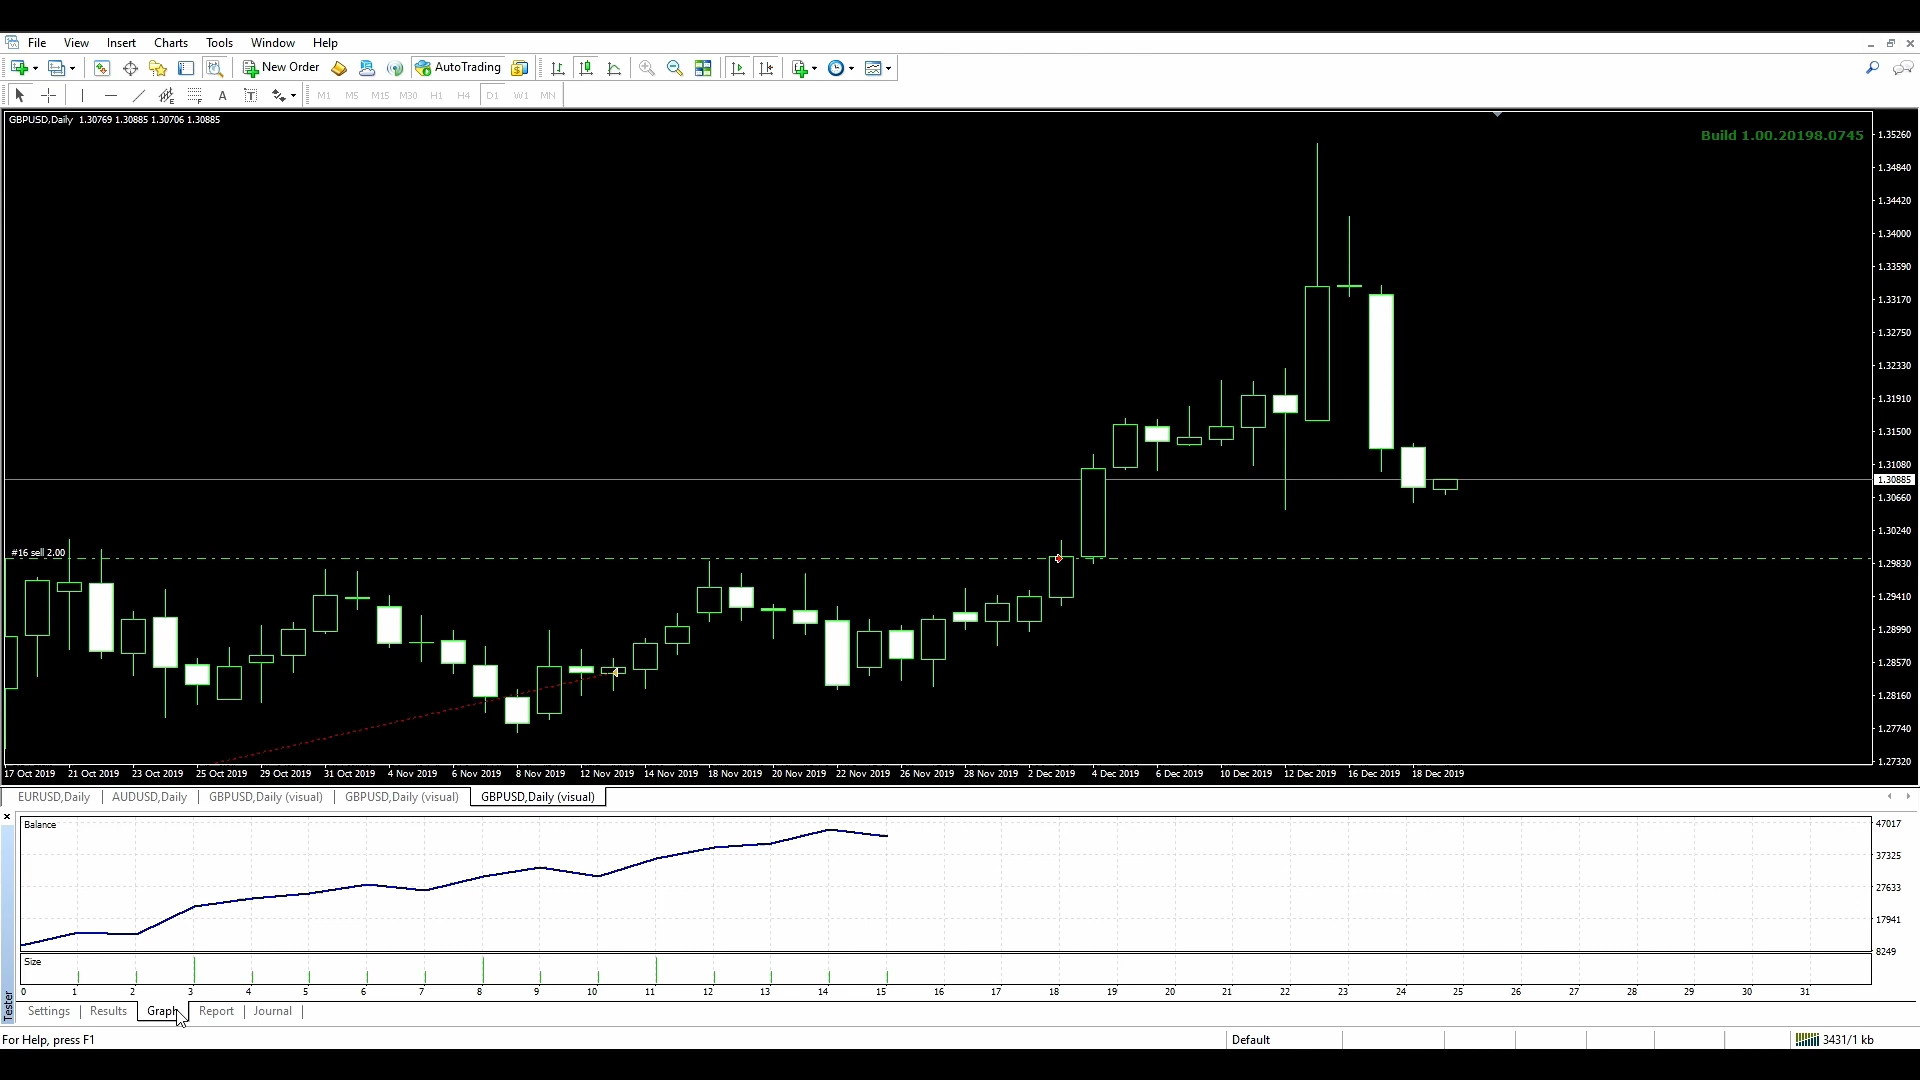 File View Insert Charts Tools Window Help
New Order AutoTrading
A T M1 M5 M15 M30 H1 H4 D1 W1 MN
GBPUSD,Daily 1.30769 1.30885 1.30706 1.30885
Build 1.00.20198.0745
1.35260
1.34840
1.34420
1.34000
1.33590
1.33170
1.32750
1.32330
1.31910
1.31500
1.31080
1.30885
1.30660
1.30240
#16 sell 2.00
1.29830
1.29410
1.28990
1.28570
1.28160
1.27740
1.27320
17 Oct 2019 21 Oct 2019 23 Oct 2019 25 Oct 2019 29 Oct 2019 31 Oct 2019 4 Nov 2019 6 Nov 2019 8 Nov 2019 12 Nov 2019 14 Nov 2019 18 Nov 2019 20 Nov 2019 22 Nov 2019 26 Nov 2019 28 Nov 2019 2 Dec 2019 4 Dec 2019 6 Dec 2019 10 Dec 2019 12 Dec 2019 16 Dec 2019 18 Dec 2019
EURUSD,Daily AUDUSD,Daily GBPUSD,Daily (visual) GBPUSD,Daily (visual) GBPUSD,Daily (visual)
Balance
47017
37325
27633
17941
8249
Size
0 1 2 3 4 5 6 7 8 9 10 11 12 13 14 15 16 17 18 19 20 21 22 23 24 25 26 27 28 29 30 31
Tester
Settings Results Graph Report Journal
For Help, press F1 Default 3431/1 kb